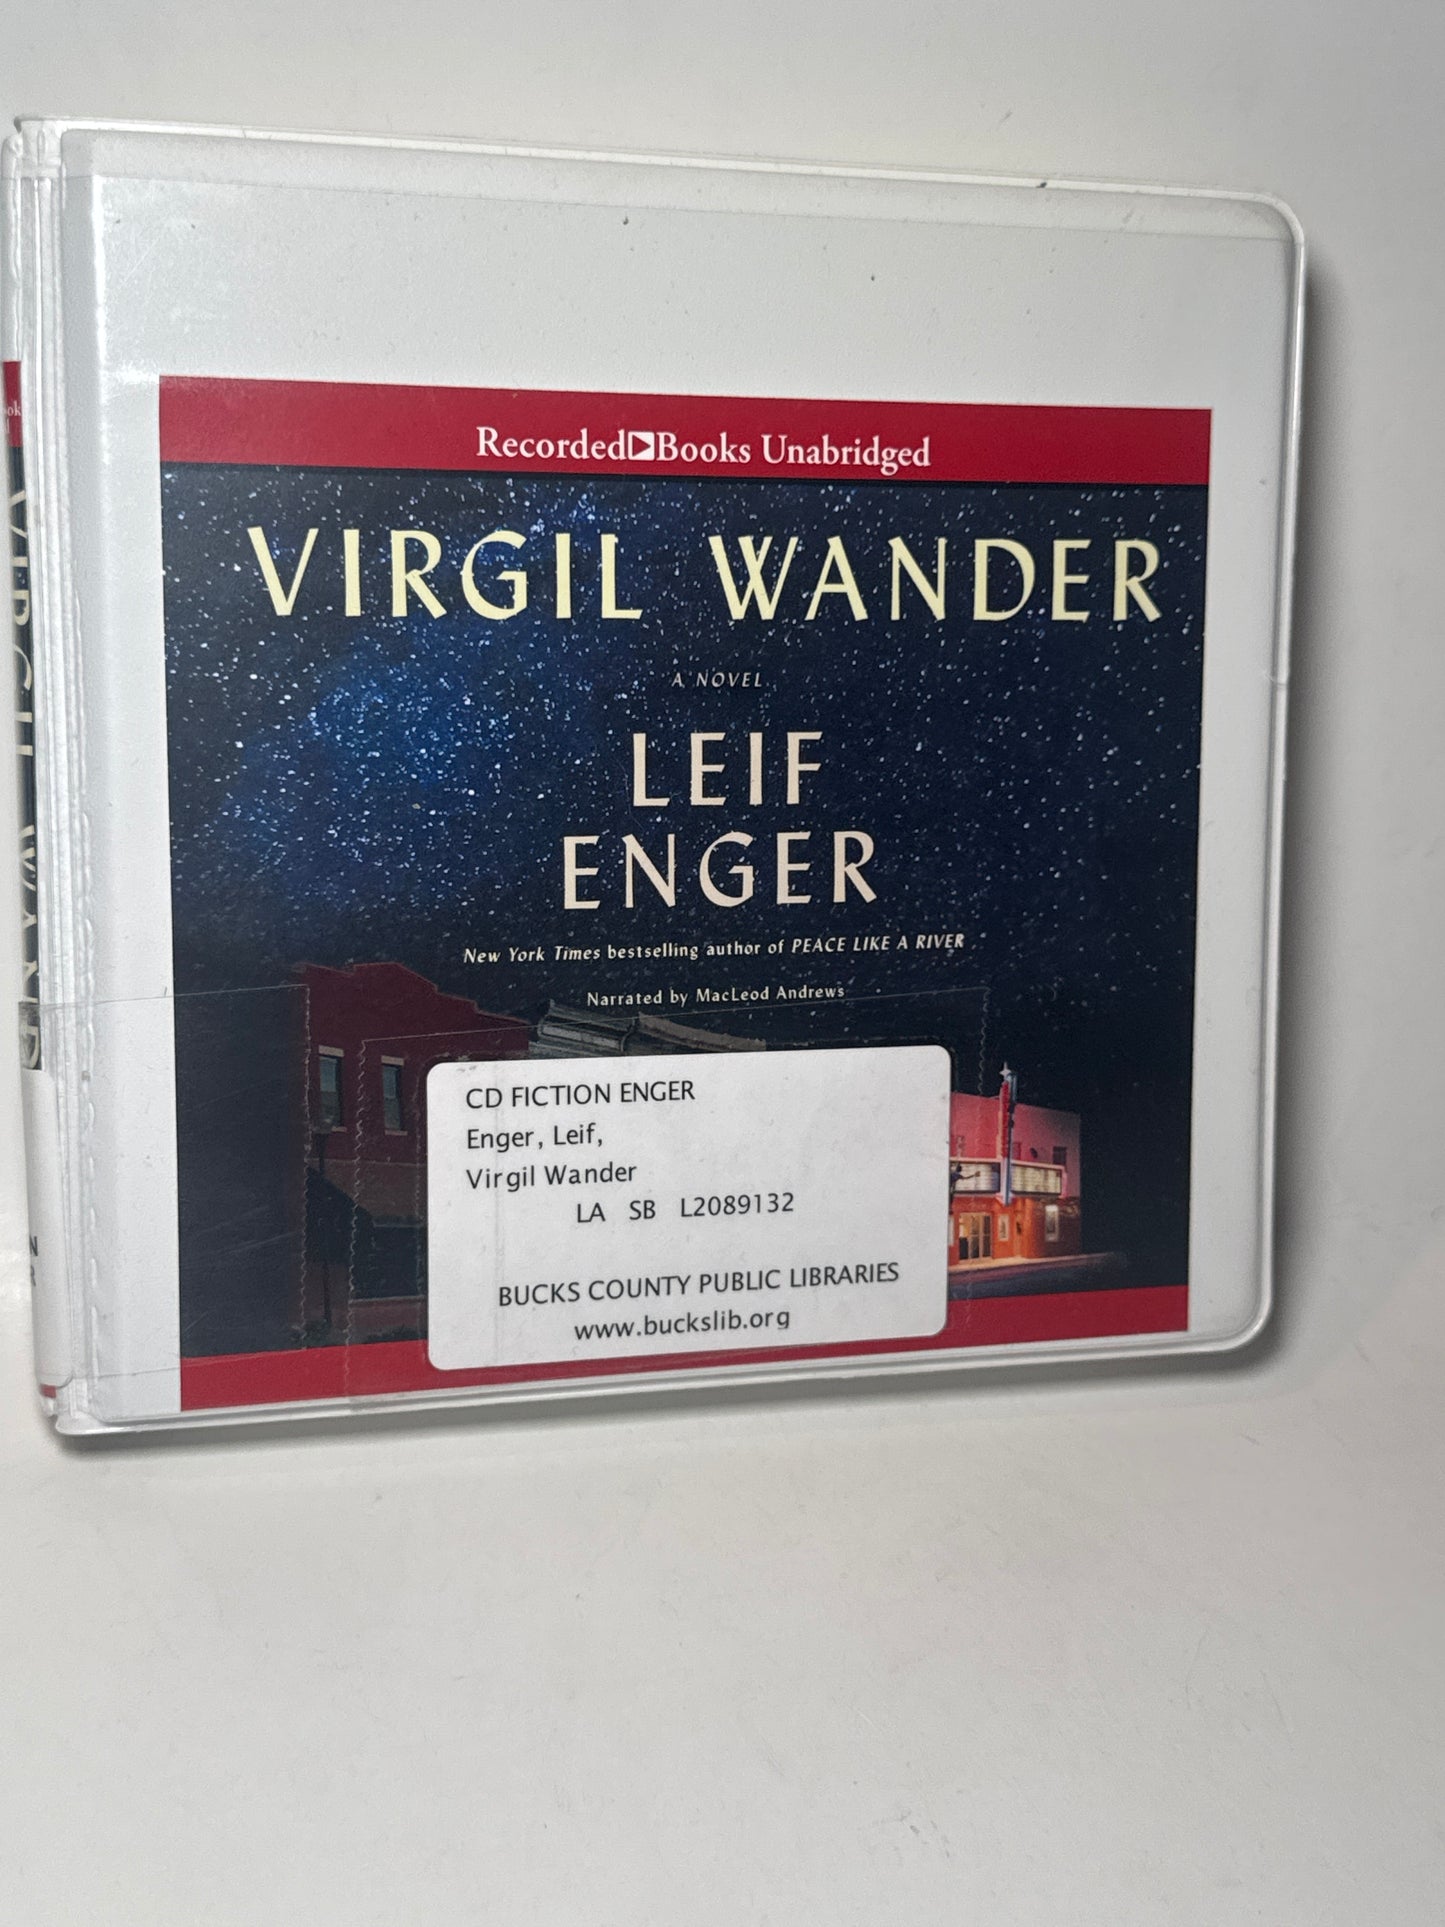 Recorded Books Unabridged
VIRGIL WANDER
A NOVEL
LEIF
ENGER
New York Times bestselling author of PEACE LIKE A RIVER
Narrated by MacLeod Andrews
CD FICTION ENGER
Enger, Leif,
Virgil Wander
LA SB L2089132
BUCKS COUNTY PUBLIC LIBRARIES
www.buckslib.org
VIRGIL WAND